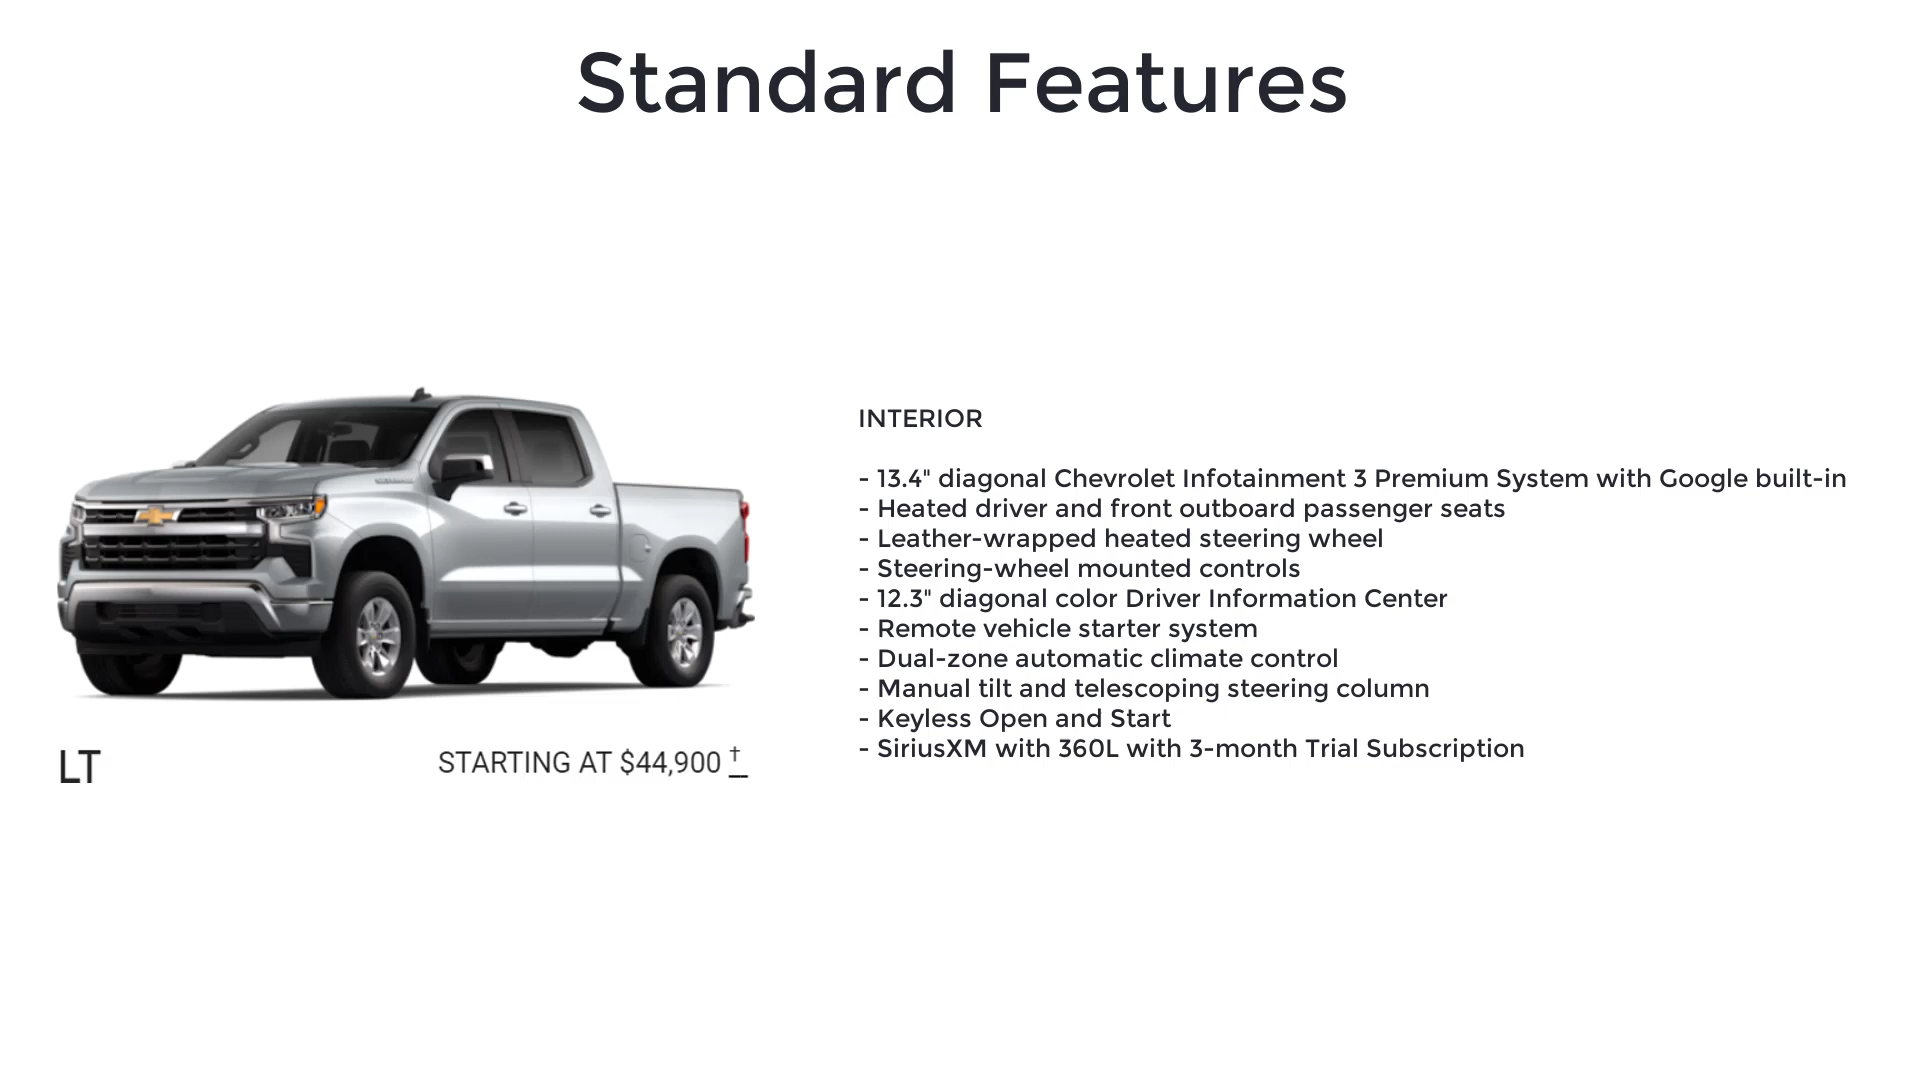 Standard Features
LT
STARTING AT $44,900 †
INTERIOR
- 13.4" diagonal Chevrolet Infotainment 3 Premium System with Google built-in
- Heated driver and front outboard passenger seats
- Leather-wrapped heated steering wheel
- Steering-wheel mounted controls
- 12.3" diagonal color Driver Information Center
- Remote vehicle starter system
- Dual-zone automatic climate control
- Manual tilt and telescoping steering column
- Keyless Open and Start
- SiriusXM with 360L with 3-month Trial Subscription